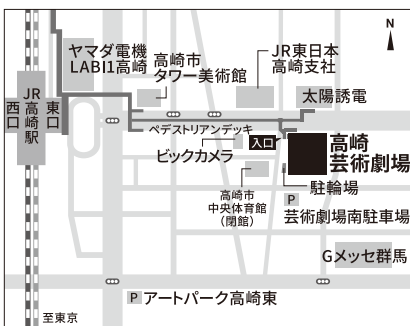 N
ヤマダ電機
LABI1高崎
高崎市
タワー美術館
JR東日本
高崎支社
太陽誘電
西口
JR高崎駅
東口
ペデストリアンデッキ
ビックカメラ
入口
高崎
芸術劇場
高崎市
中央体育館
(閉館)
駐輪場
P
芸術劇場南駐車場
Gメッセ群馬
P アートパーク高崎東
至東京